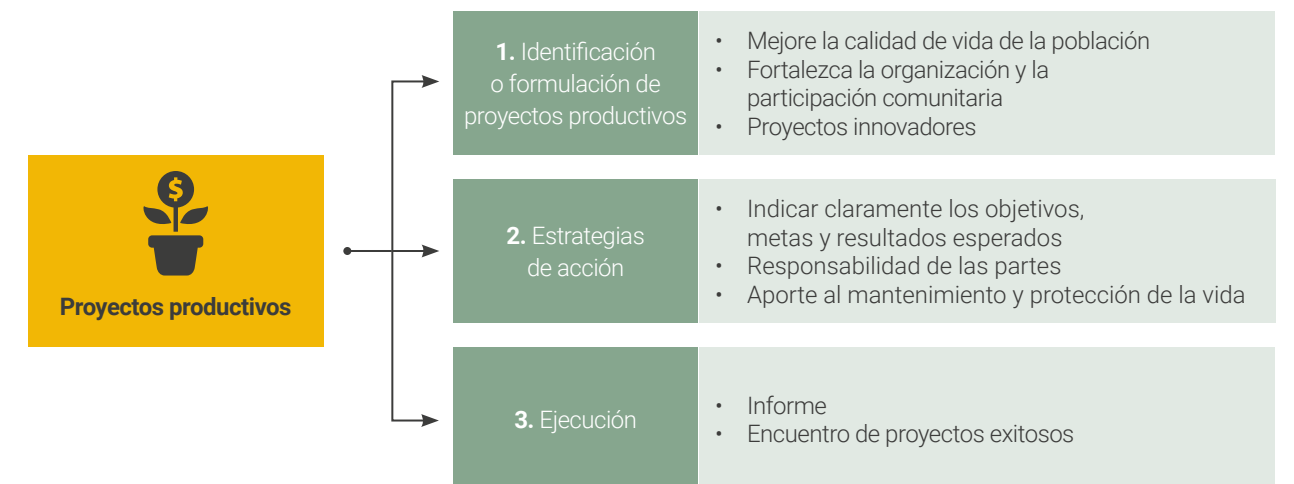 $
Proyectos productivos
1. Identificación
o formulación de
proyectos productivos
• Mejore la calidad de vida de la población
• Fortalezca la organización y la
participación comunitaria
• Proyectos innovadores
2. Estrategias
de acción
• Indicar claramente los objetivos,
metas y resultados esperados
• Responsabilidad de las partes
• Aporte al mantenimiento y protección de la vida
3. Ejecución
• Informe
• Encuentro de proyectos exitosos